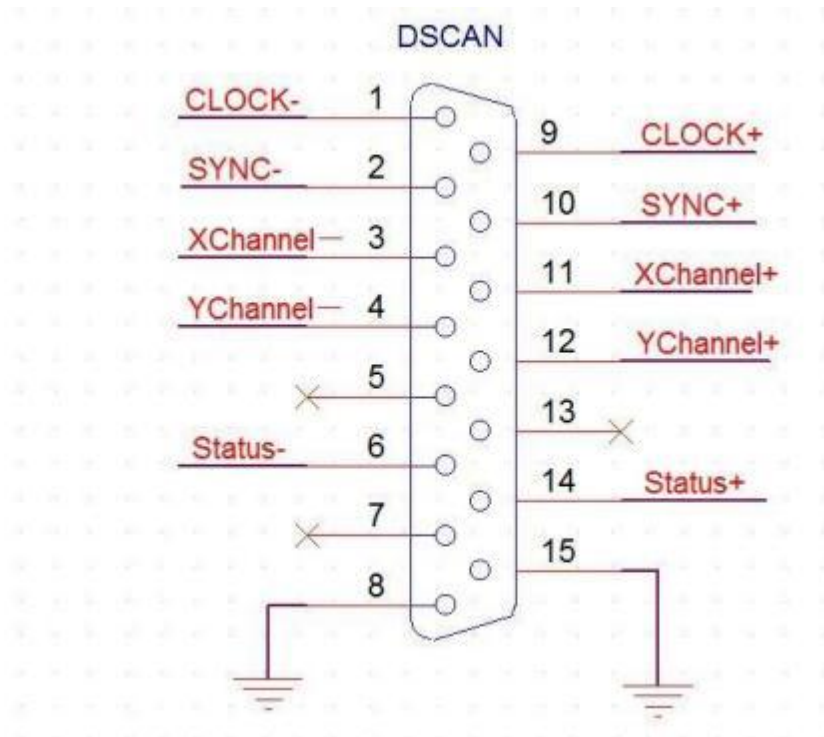 DSCAN
CLOCK- 1
9 CLOCK+
SYNC- 2
10 SYNC+
XChannel— 3
11 XChannel+
YChannel— 4
12 YChannel+
5
13
Status- 6
14 Status+
7
15
8